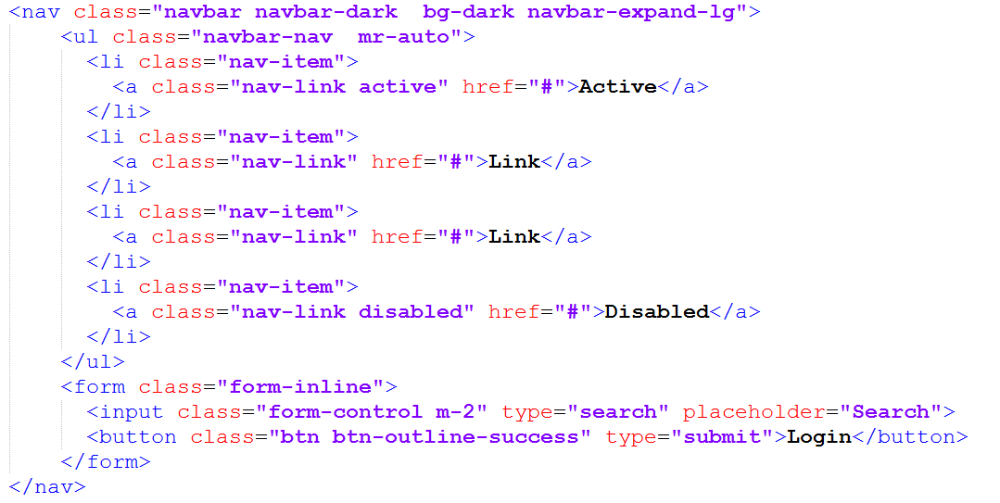 <nav class="navbar navbar-dark  bg-dark navbar-expand-lg">
    <ul class="navbar-nav  mr-auto">
      <li class="nav-item">
        <a class="nav-link active" href="#">Active</a>
      </li>
      <li class="nav-item">
        <a class="nav-link" href="#">Link</a>
      </li>
      <li class="nav-item">
        <a class="nav-link" href="#">Link</a>
      </li>
      <li class="nav-item">
        <a class="nav-link disabled" href="#">Disabled</a>
      </li>
    </ul>
    <form class="form-inline">
      <input class="form-control m-2" type="search" placeholder="Search">
      <button class="btn btn-outline-success" type="submit">Login</button>
    </form>
</nav>